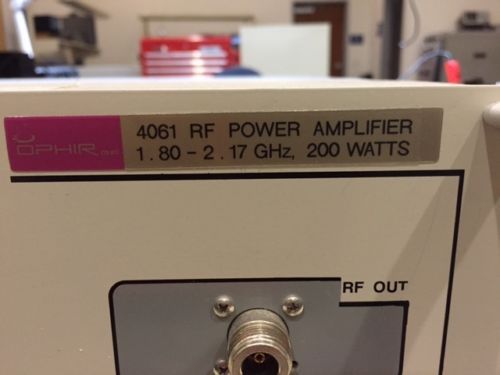 OPHIR
4061 RF POWER AMPLIFIER
1.80 - 2.17 GHz, 200 WATTS
RF OUT